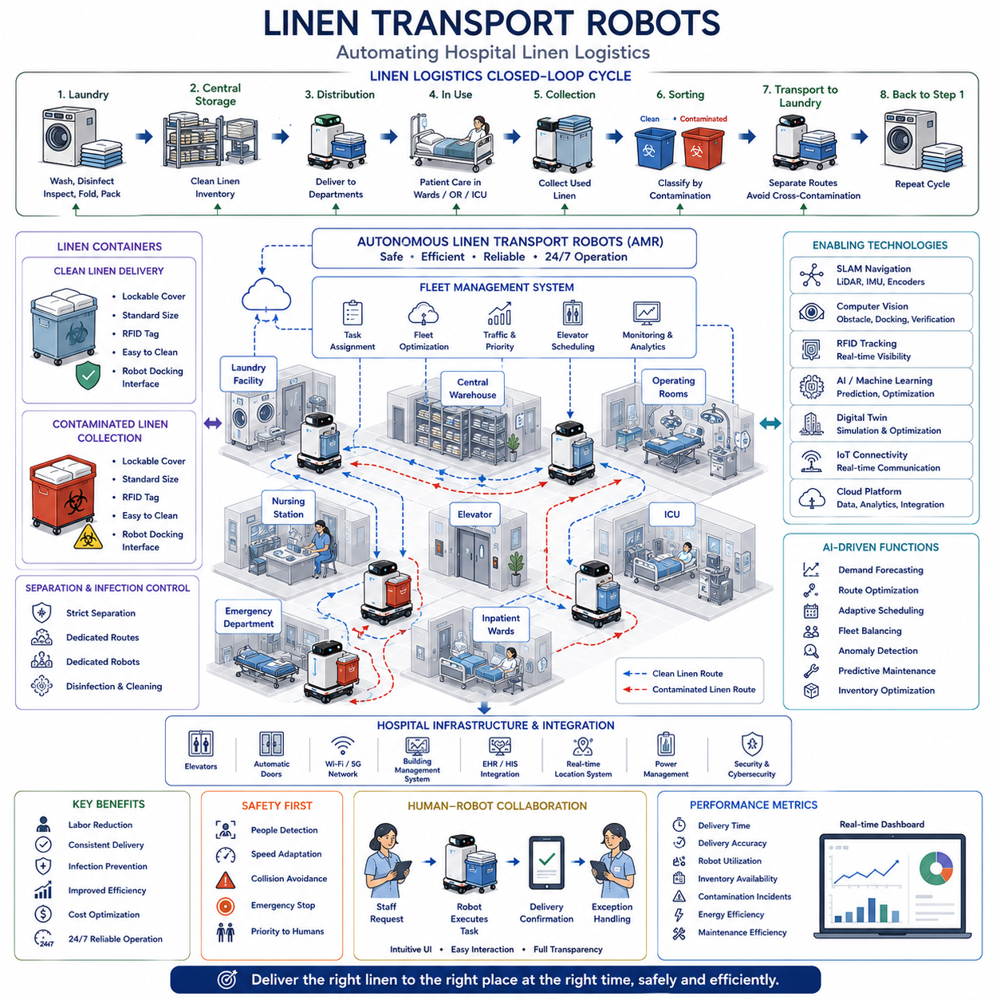 LINEN TRANSPORT ROBOTS
Automating Hospital Linen Logistics
LINEN LOGISTICS CLOSED-LOOP CYCLE
1. Laundry
Wash, Disinfect
Inspect, Fold, Pack
2. Central
Storage
Clean Linen
Inventory
3. Distribution
Deliver to
Departments
4. In Use
Patient Care in
Wards / OR / ICU
5. Collection
Collect Used
Linen
6. Sorting
Clean
Contaminated
Classify by
Contamination
7. Transport to
Laundry
Separate Routes
Avoid Cross-Contamination
8. Back to Step 1
Repeat Cycle
LINEN CONTAINERS
CLEAN LINEN DELIVERY
• Lockable Cover
• Standard Size
• RFID Tag
• Easy to Clean
• Robot Docking
Interface
CONTAMINATED LINEN
COLLECTION
• Lockable Cover
• Standard Size
• RFID Tag
• Easy to Clean
• Robot Docking
Interface
SEPARATION & INFECTION CONTROL
Strict Separation
Dedicated Routes
Dedicated Robots
Disinfection & Cleaning
AUTONOMOUS LINEN TRANSPORT ROBOTS (AMR)
Safe • Efficient • Reliable • 24/7 Operation
FLEET MANAGEMENT SYSTEM
Task
Assignment
Fleet
Optimization
Traffic &
Priority
Elevator
Scheduling
Monitoring &
Analytics
Laundry
Facility
Central
Warehouse
Operating
Rooms
Nursing
Station
Elevator
ICU
Emergency
Department
Inpatient
Wards
Clean Linen Route
Contaminated Linen Route
ENABLING TECHNOLOGIES
SLAM Navigation
LiDAR, IMU, Encoders
Computer Vision
Obstacle, Docking, Verification
RFID Tracking
Real-time Visibility
AI / Machine Learning
Prediction, Optimization
Digital Twin
Simulation & Optimization
IoT Connectivity
Real-time Communication
Cloud Platform
Data, Analytics, Integration
AI-DRIVEN FUNCTIONS
Demand Forecasting
Route Optimization
Adaptive Scheduling
Fleet Balancing
Anomaly Detection
Predictive Maintenance
Inventory Optimization
HOSPITAL INFRASTRUCTURE & INTEGRATION
Elevators
Automatic
Doors
Wi-Fi / 5G
Network
Building
Management
System
EHR / HIS
Integration
Real-time
Location System
Power
Management
Security &
Cybersecurity
KEY BENEFITS
Labor Reduction
Consistent Delivery
Infection Prevention
Improved Efficiency
Cost Optimization
24/7 Reliable Operation
SAFETY FIRST
People Detection
Speed Adaptation
Collision Avoidance
Emergency Stop
Priority to Humans
HUMAN–ROBOT COLLABORATION
Staff
Request
Robot
Executes
Task
Delivery
Confirmation
Exception
Handling
Intuitive UI • Easy Interaction • Full Transparency
PERFORMANCE METRICS
Delivery Time
Delivery Accuracy
Robot Utilization
Inventory Availability
Contamination Incidents
Energy Efficiency
Maintenance Efficiency
Real-time Dashboard
Deliver the right linen to the right place at the right time, safely and efficiently.